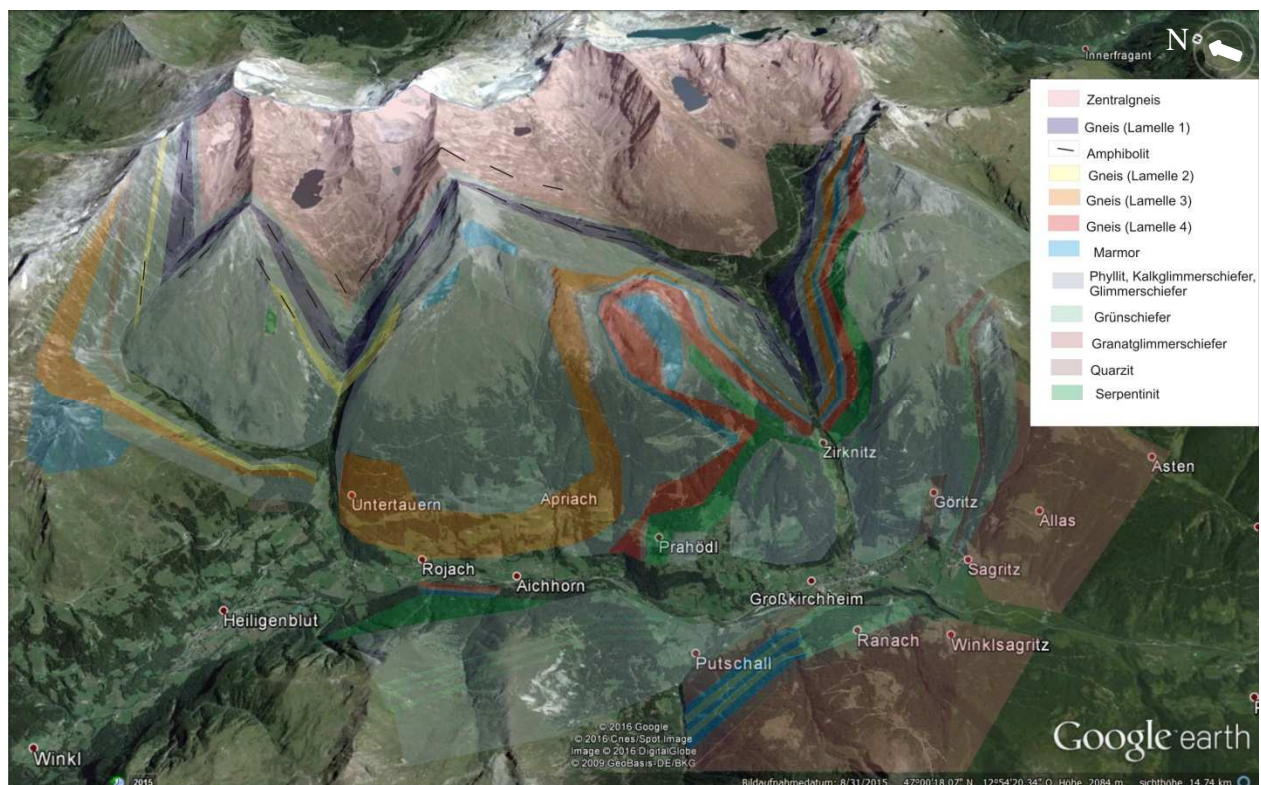 Innerfragant
N
Zentralgneis
Gneis (Lamelle 1)
Amphibolit
Gneis (Lamelle 2)
Gneis (Lamelle 3)
Gneis (Lamelle 4)
Marmor
Phyllit, Kalkglimmerschiefer,
Glimmerschiefer
Grünschiefer
Granatglimmerschiefer
Quarzit
Serpentinit
Zirknitz
Asten
Untertauern
Apriach
Göritz
Allas
Prahödl
Rojach
Sagritz
Aichhorn
Großkirchheim
Heiligenblut
Ranach
Winklsagritz
Putschall
© 2016 Google
© 2016 Cnes/Spot Image
Image © 2016 DigitalGlobe
© 2009 GeoBasis-DE/BKG
Google earth
Winkl
2015
Bildaufnahmedatum: 8/31/2015 47°00'18.07" N 12°54'20.34" O Höhe 2084 m sichthöhe 14.74 km